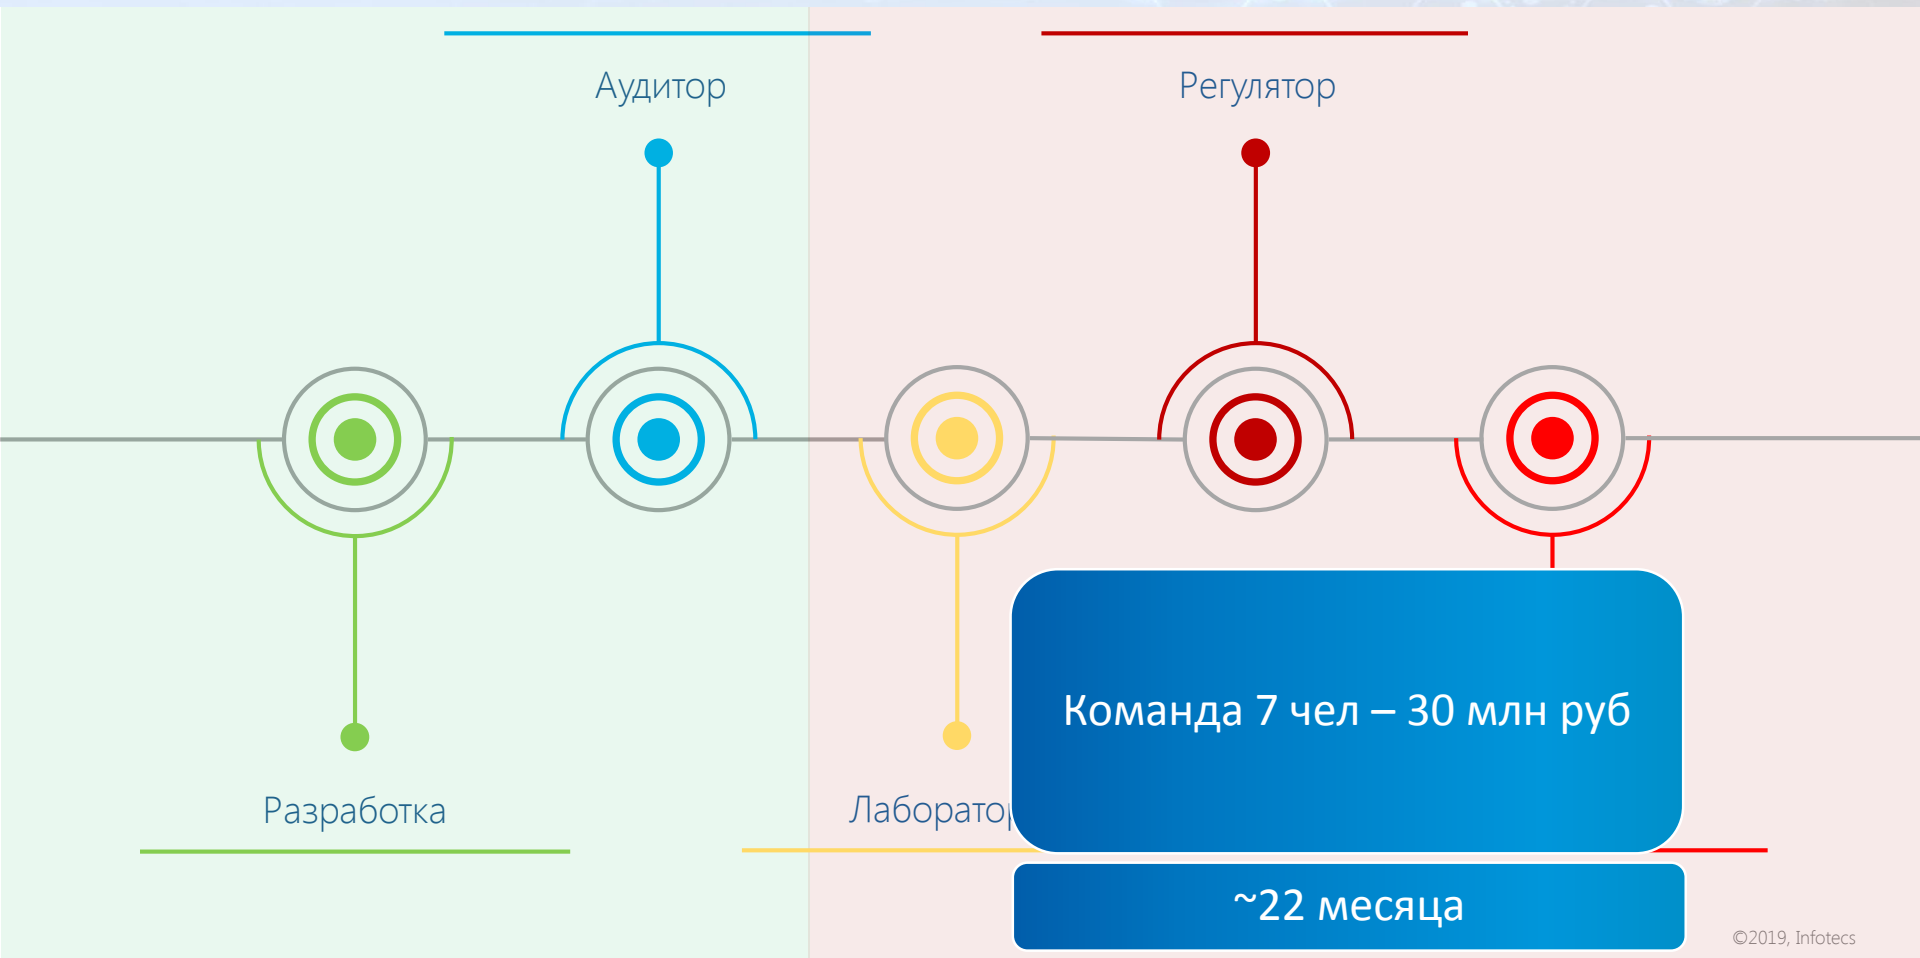 Аудитор
Регулятор
Разработка
Команда 7 чел – 30 млн руб
~22 месяца
©2019, Infotecs